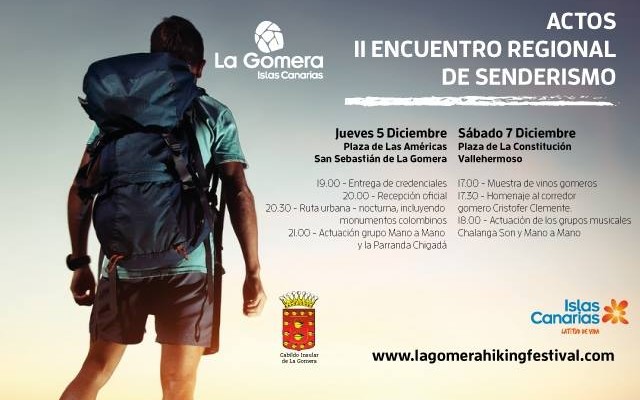 La Gomera
Islas Canarias
ACTOS
II ENCUENTRO REGIONAL
DE SENDERISMO
Jueves 5 Diciembre
Plaza de Las Américas
San Sebastián de La Gomera
19.00 - Entrega de credenciales
20.00 - Recepción oficial
20.30 - Ruta urbana - nocturna, incluyendo
monumentos colombinos
21.00 - Actuación grupo Mano a Mano
y la Parranda Chigadá
Sábado 7 Diciembre
Plaza de La Constitución
Vallehermoso
17.00 - Muestra de vinos gomeros
17.30 - Homenaje al corredor
gomero Cristofer Clemente.
18.00 - Actuación de los grupos musicales
Chalanga Son y Mano a Mano
Cabildo Insular
de La Gomera
Islas
Canarias
LATITUD DE VIDA
www.lagomerahikingfestival.com